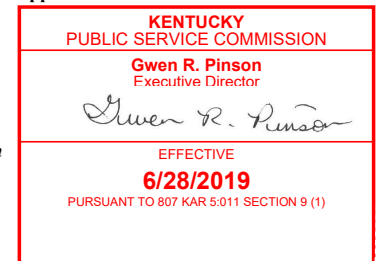 KENTUCKY
PUBLIC SERVICE COMMISSION
Gwen R. Pinson
Executive Director
Gwen R. Pinson
EFFECTIVE
6/28/2019
PURSUANT TO 807 KAR 5:011 SECTION 9 (1)